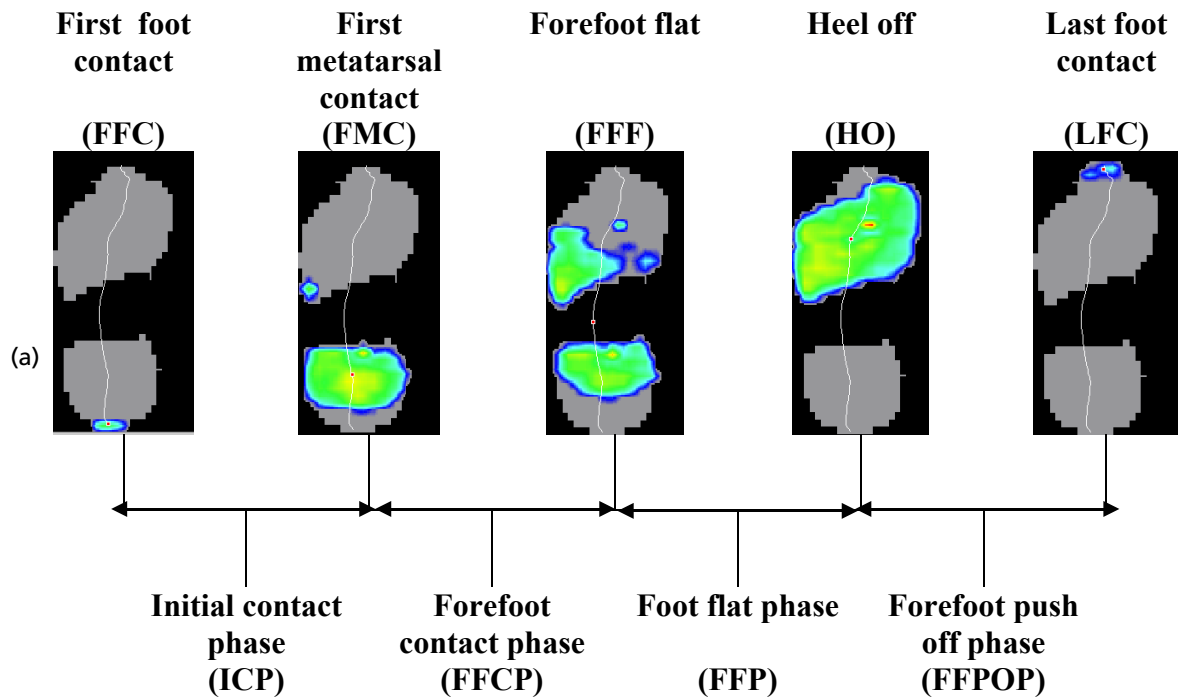 First foot
contact
(FFC)
First
metatarsal
contact
(FMC)
Forefoot flat
(FFF)
Heel off
(HO)
Last foot
contact
(LFC)
(a)
Initial contact
phase
(ICP)
Forefoot
contact phase
(FFCP)
Foot flat phase
(FFP)
Forefoot push
off phase
(FFPOP)